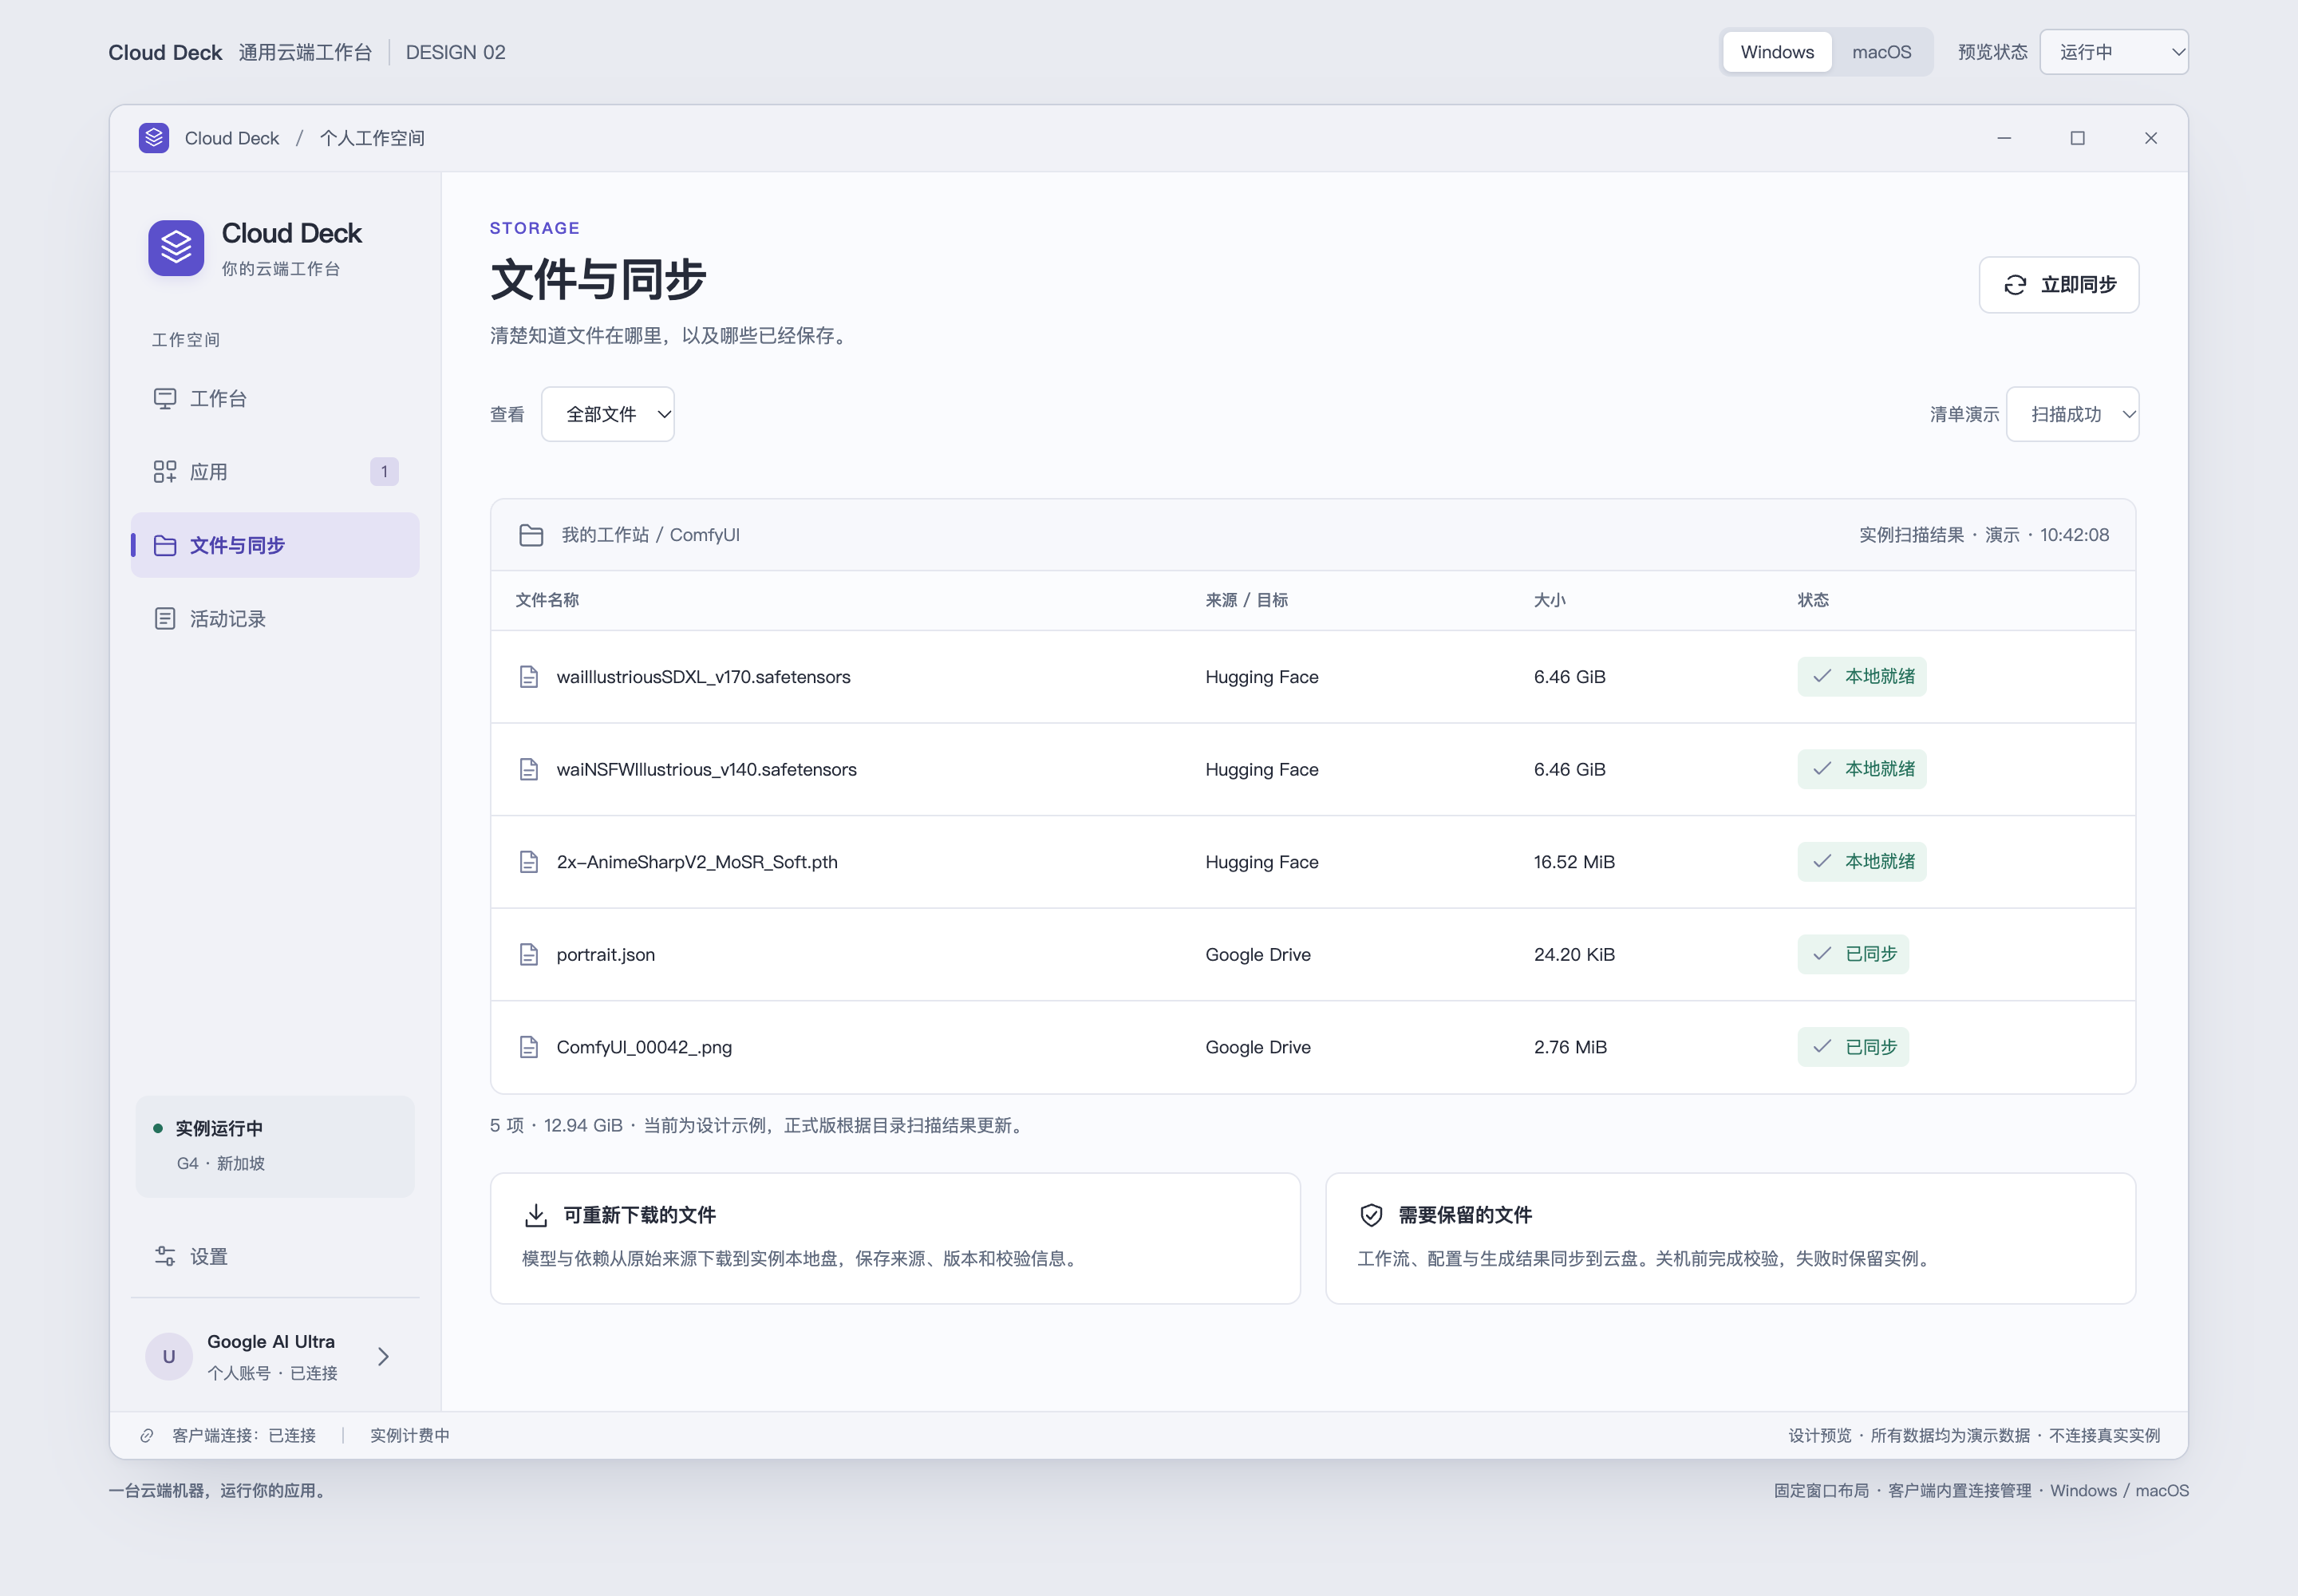 Cloud Deck 通用云端工作台 DESIGN 02
Windows macOS 预览状态 运行中
Cloud Deck / 个人工作空间
Cloud Deck
你的云端工作台
工作空间
工作台
应用 1
文件与同步
活动记录
实例运行中
G4 · 新加坡
设置
U
Google AI Ultra
个人账号 · 已连接
STORAGE
文件与同步
清楚知道文件在哪里，以及哪些已经保存。
立即同步
查看 全部文件
清单演示 扫描成功
我的工作站 / ComfyUI
实例扫描结果 · 演示 · 10:42:08
文件名称 来源 / 目标 大小 状态
waiIllustriousSDXL_v170.safetensors Hugging Face 6.46 GiB 本地就绪
waiNSFWIllustrious_v140.safetensors Hugging Face 6.46 GiB 本地就绪
2x-AnimeSharpV2_MoSR_Soft.pth Hugging Face 16.52 MiB 本地就绪
portrait.json Google Drive 24.20 KiB 已同步
ComfyUI_00042_.png Google Drive 2.76 MiB 已同步
5 项 · 12.94 GiB · 当前为设计示例，正式版根据目录扫描结果更新。
可重新下载的文件
模型与依赖从原始来源下载到实例本地盘，保存来源、版本和校验信息。
需要保留的文件
工作流、配置与生成结果同步到云盘。关机前完成校验，失败时保留实例。
客户端连接：已连接 实例计费中
设计预览 · 所有数据均为演示数据 · 不连接真实实例
一台云端机器，运行你的应用。
固定窗口布局 · 客户端内置连接管理 · Windows / macOS